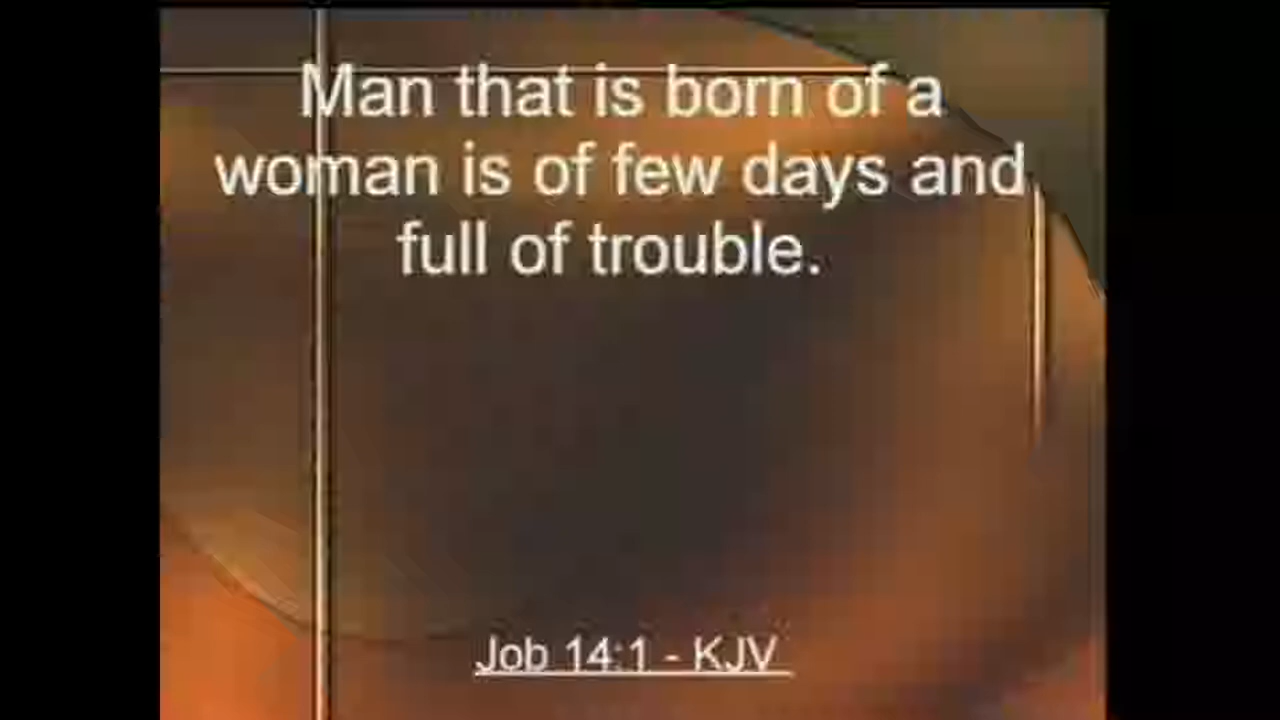 Man that is born of a
woman is of few days and
full of trouble.
Job 14:1 - KJV